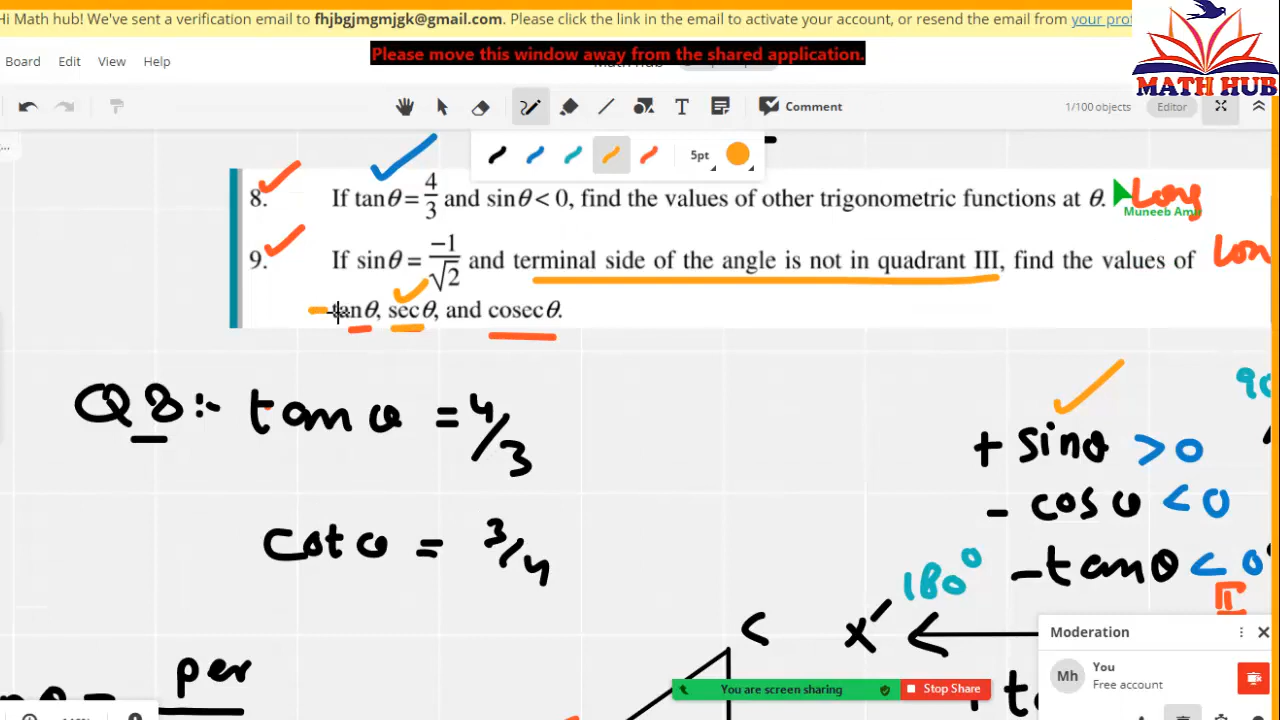 Hi Math hub! We've sent a verification email to fhjbgjmgmjgk@gmail.com. Please click the link in the email to activate your account, or resend the email from your prof
Please move this window away from the shared application.
MATH HUB
Board Edit View Help
Comment
1/100 objects
Editor
5pt
8. If tanθ = 4/3 and sinθ < 0, find the values of other trigonometric functions at θ. Long
Muneeb Amir
9. If sinθ = -1/√2 and terminal side of the angle is not in quadrant III, find the values of Lon
tanθ, secθ, and cosecθ.
Q8:- tanθ = 4/3
+ sinθ > 0
- cosθ < 0
cotθ = 3/4
- tanθ < 0
II
180°
x' C
per
Moderation
You
Mh
Free account
You are screen sharing Stop Share